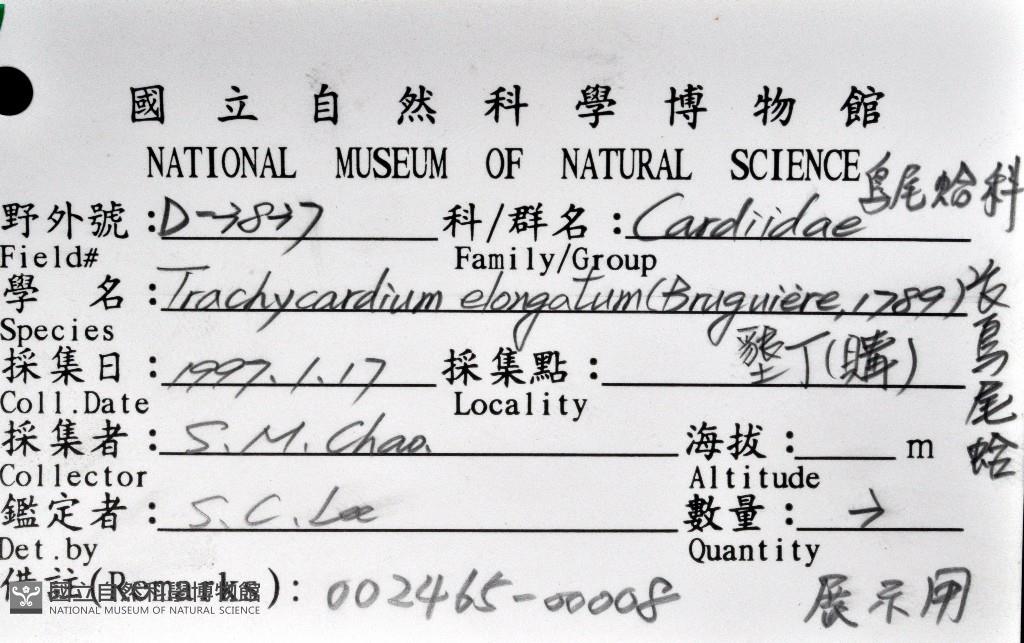 國立自然科學博物館
NATIONAL MUSEUM OF NATURAL SCIENCE
鳥尾蛤科
野外號:D-3837 科/群名:Cardiidae
Field# Family/Group
學名:Trachycardium elongatum (Bruguière, 1789)
長鳥尾蛤
Species
採集日:1997.1.17 採集點:墾丁(購)
Coll.Date Locality
採集者:S. M. Chao. 海拔: m
Collector Altitude
鑑定者:S. C. Lee 數量:
Det.by Quantity
備註(Remarks): 002465-00008 展示用
國立自然科學博物館
NATIONAL MUSEUM OF NATURAL SCIENCE